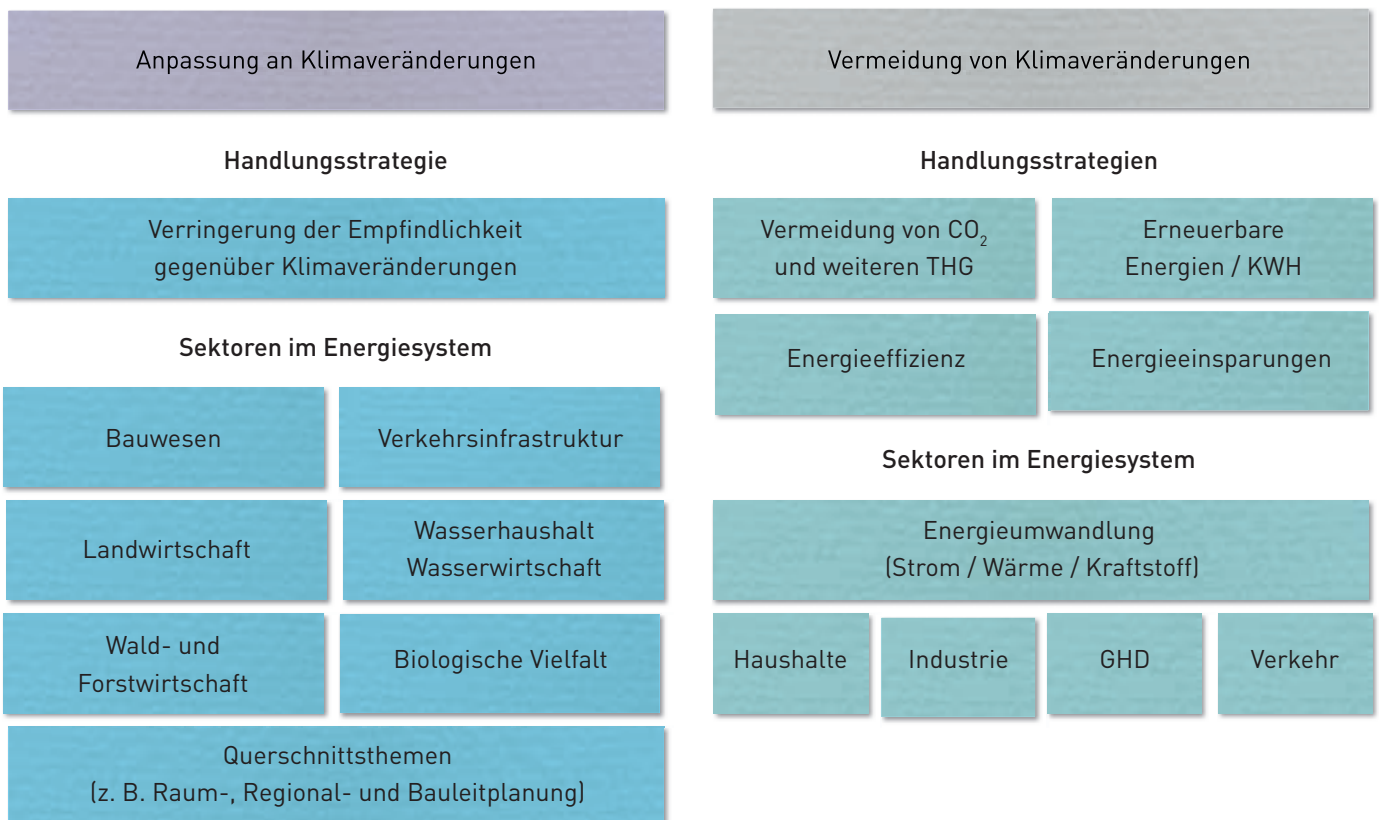 Anpassung an Klimaveränderungen
Handlungsstrategie
Verringerung der Empfindlichkeit
gegenüber Klimaveränderungen
Sektoren im Energiesystem
Bauwesen
Verkehrsinfrastruktur
Landwirtschaft
Wasserhaushalt
Wasserwirtschaft
Wald- und
Forstwirtschaft
Biologische Vielfalt
Querschnittsthemen
(z. B. Raum-, Regional- und Bauleitplanung)
Vermeidung von Klimaveränderungen
Handlungsstrategien
Vermeidung von CO₂
und weiteren THG
Erneuerbare
Energien / KWH
Energieeffizienz
Energieeinsparungen
Sektoren im Energiesystem
Energieumwandlung
(Strom / Wärme / Kraftstoff)
Haushalte
Industrie
GHD
Verkehr